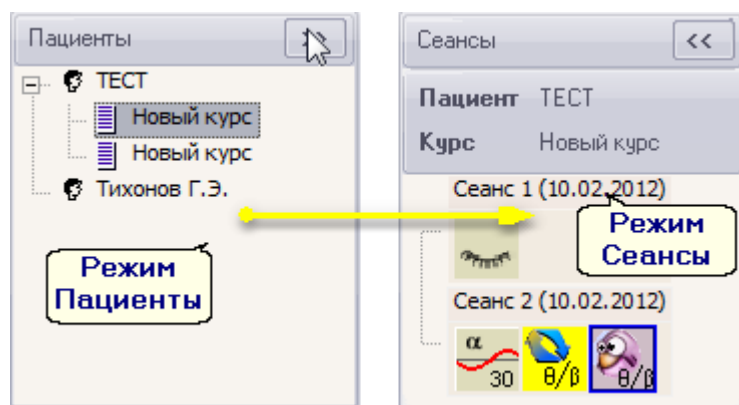 Пациенты
ТЕСТ
Новый курс
Новый курс
Тихонов Г.Э.
Режим
Пациенты
Сеансы <<
Пациент ТЕСТ
Курс Новый курс
Сеанс 1 (10.02.2012)
Режим
Сеансы
Сеанс 2 (10.02.2012)
α
30 θ/β θ/β